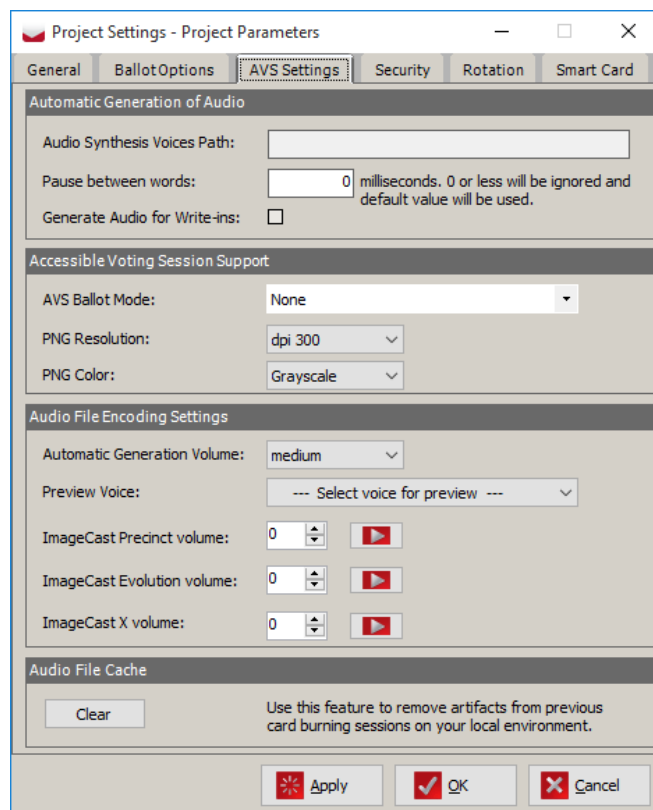 Project Settings - Project Parameters
General Ballot Options AVS Settings Security Rotation Smart Card
Automatic Generation of Audio
Audio Synthesis Voices Path:
Pause between words: 0 milliseconds. 0 or less will be ignored and
default value will be used.
Generate Audio for Write-ins:
Accessible Voting Session Support
AVS Ballot Mode: None
PNG Resolution: dpi 300
PNG Color: Grayscale
Audio File Encoding Settings
Automatic Generation Volume: medium
Preview Voice: --- Select voice for preview ---
ImageCast Precinct volume: 0
ImageCast Evolution volume: 0
ImageCast X volume: 0
Audio File Cache
Clear Use this feature to remove artifacts from previous
card burning sessions on your local environment.
Apply OK Cancel